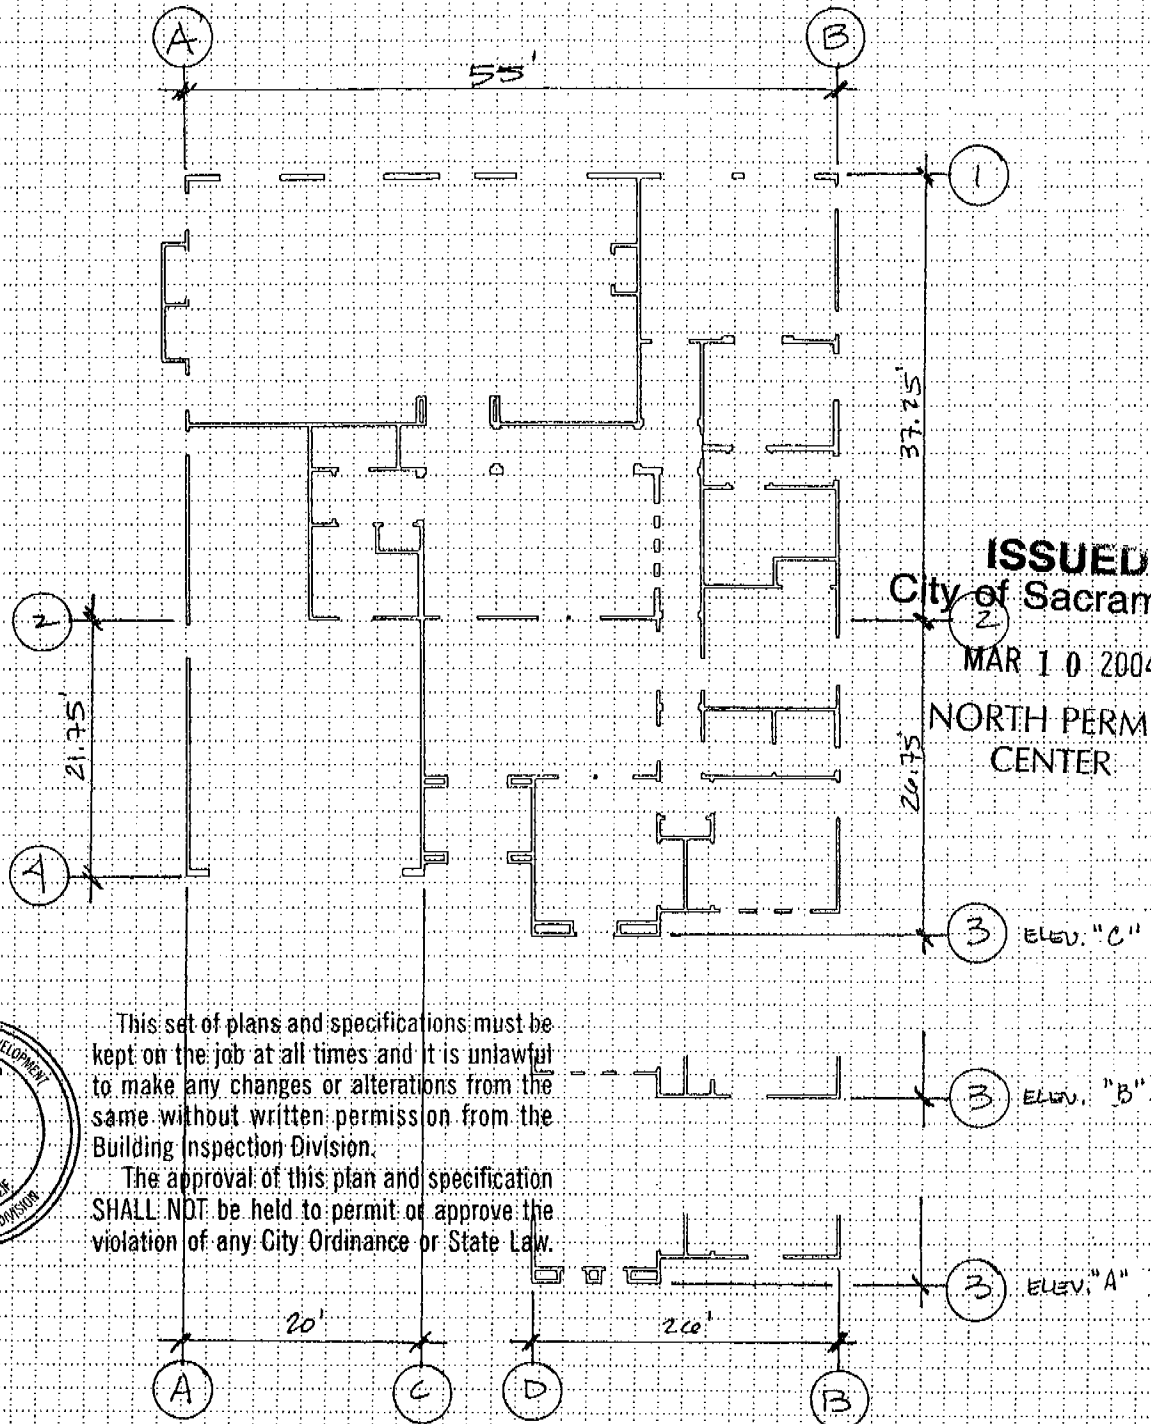 A
B
55'
1
37.25'
ISSUED
City of Sacram
2
2
MAR 1 0 2004
21.75'
NORTH PERM
CENTER
26.75'
4
3 ELEV. "C"
This set of plans and specifications must be
kept on the job at all times and it is unlawful
to make any changes or alterations from the
same without written permission from the
Building Inspection Division.
The approval of this plan and specification
SHALL NOT be held to permit or approve the
violation of any City Ordinance or State Law.
ELOPMENT
DIVISION
3 ELEV. "B"
3 ELEV. "A"
20'
26'
A
C
D
B